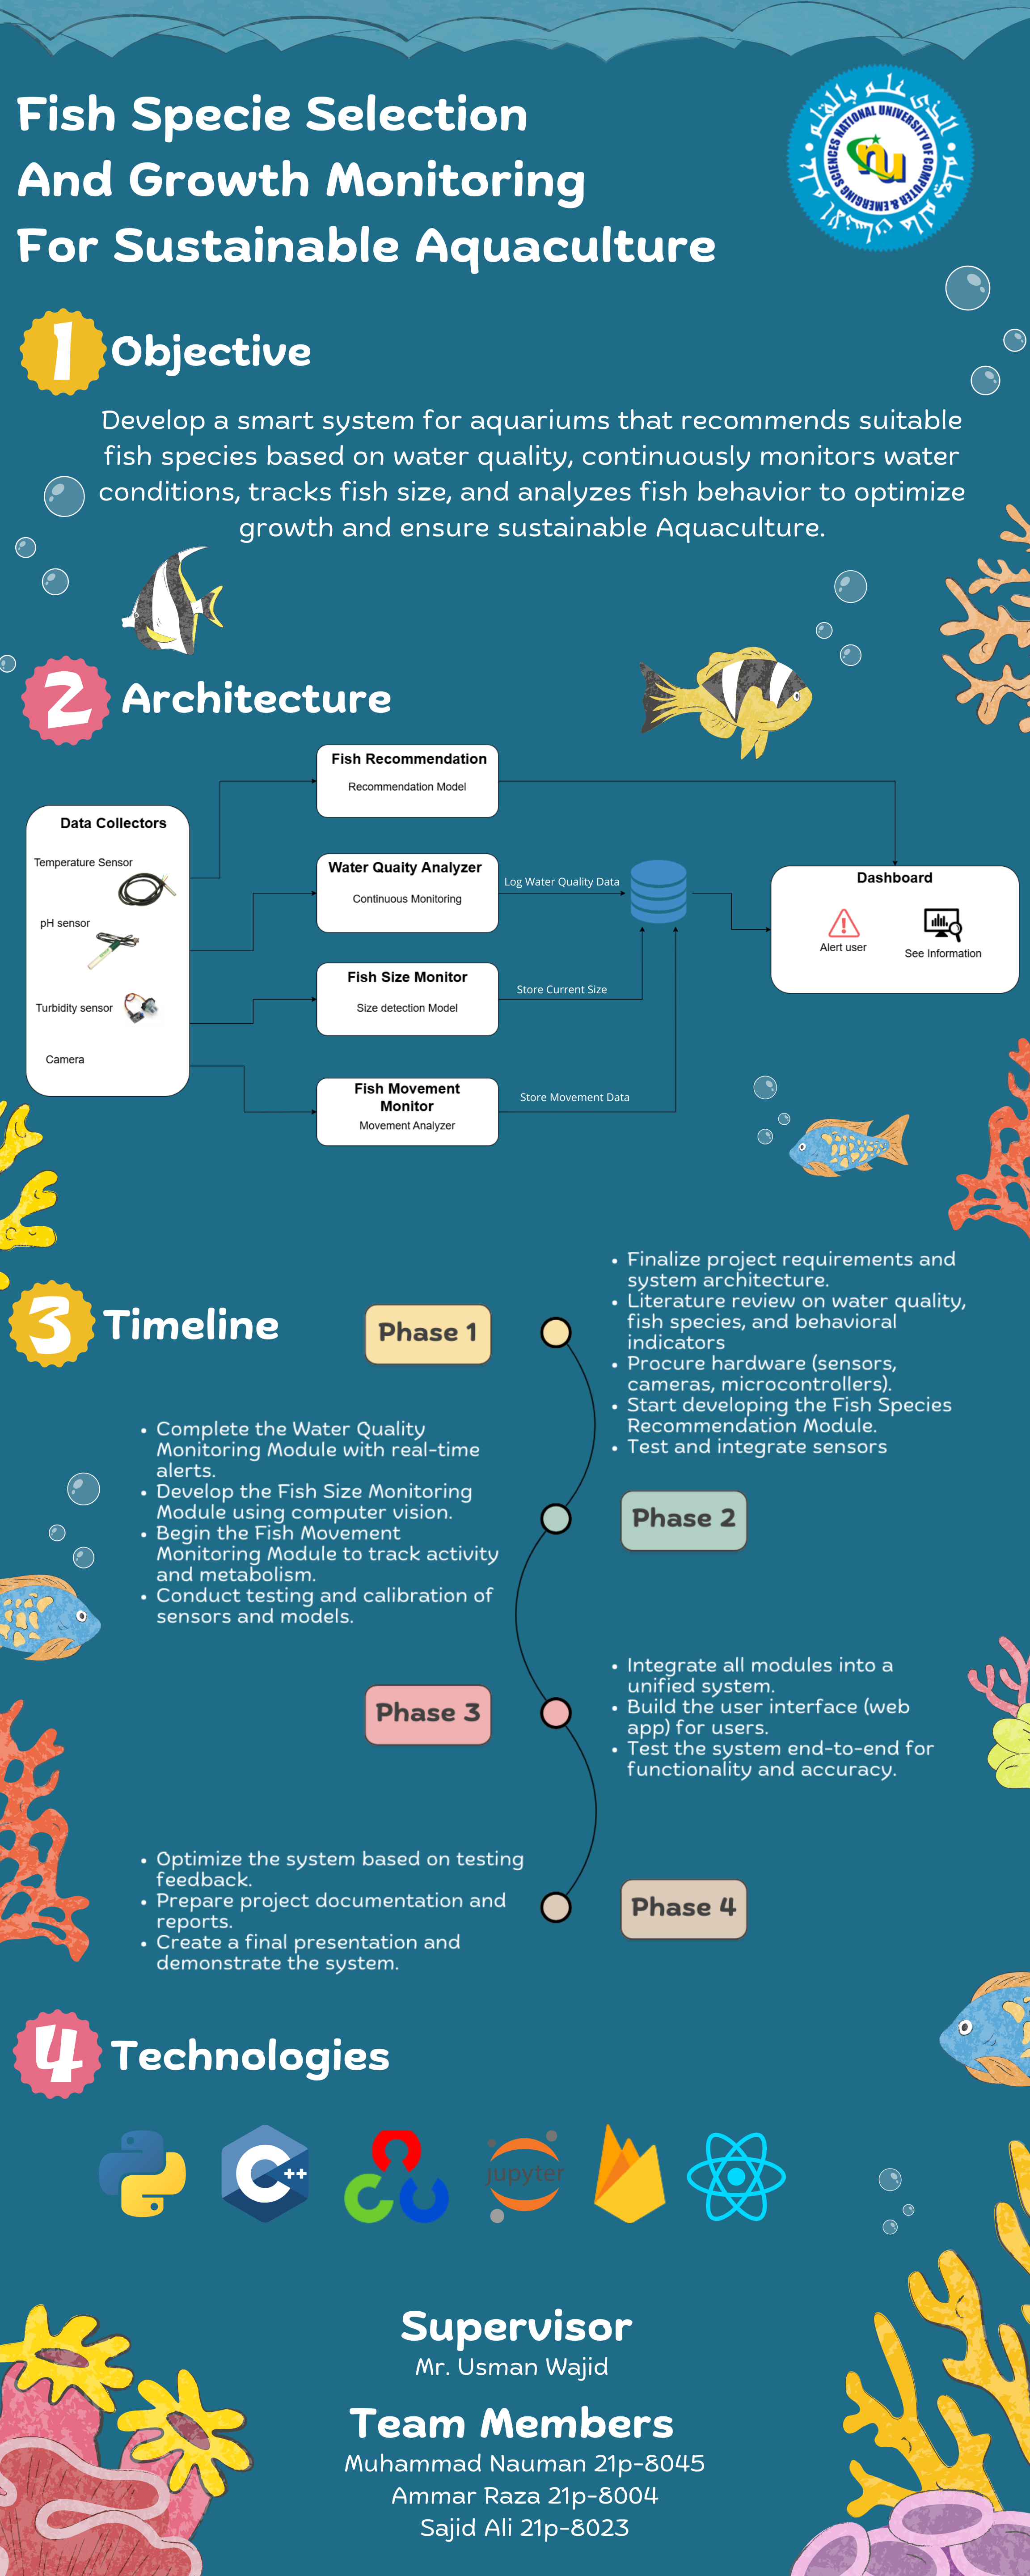 Fish Specie Selection
And Growth Monitoring
For Sustainable Aquaculture
NATIONAL UNIVERSITY OF COMPUTER & EMERGING SCIENCES
nu
1 Objective
Develop a smart system for aquariums that recommends suitable
fish species based on water quality, continuously monitors water
conditions, tracks fish size, and analyzes fish behavior to optimize
growth and ensure sustainable Aquaculture.
2 Architecture
Data Collectors
Temperature Sensor
pH sensor
Turbidity sensor
Camera
Fish Recommendation
Recommendation Model
Water Quaity Analyzer
Continuous Monitoring
Fish Size Monitor
Size detection Model
Fish Movement
Monitor
Movement Analyzer
Log Water Quality Data
Store Current Size
Store Movement Data
Dashboard
Alert user
See Information
3 Timeline
Phase 1
• Finalize project requirements and
system architecture.
• Literature review on water quality,
fish species, and behavioral
indicators
• Procure hardware (sensors,
cameras, microcontrollers).
• Start developing the Fish Species
Recommendation Module.
• Test and integrate sensors
Phase 2
• Complete the Water Quality
Monitoring Module with real-time
alerts.
• Develop the Fish Size Monitoring
Module using computer vision.
• Begin the Fish Movement
Monitoring Module to track activity
and metabolism.
• Conduct testing and calibration of
sensors and models.
Phase 3
• Integrate all modules into a
unified system.
• Build the user interface (web
app) for users.
• Test the system end-to-end for
functionality and accuracy.
Phase 4
• Optimize the system based on testing
feedback.
• Prepare project documentation and
reports.
• Create a final presentation and
demonstrate the system.
4 Technologies
C++
jupyter
Supervisor
Mr. Usman Wajid
Team Members
Muhammad Nauman 21p-8045
Ammar Raza 21p-8004
Sajid Ali 21p-8023